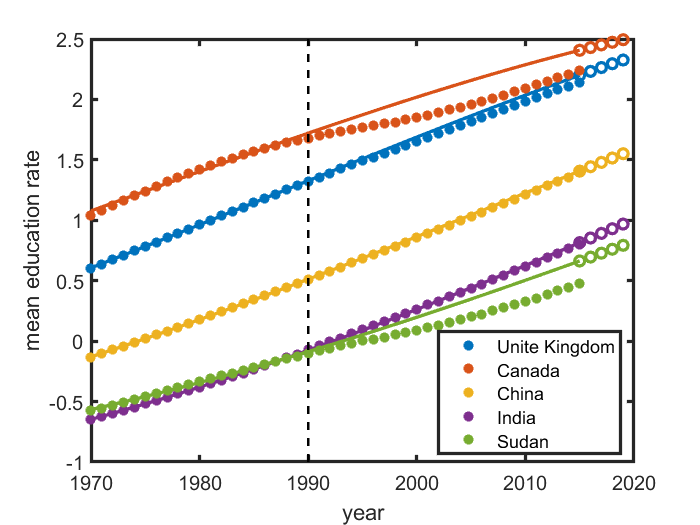 2.5
2
1.5
1
0.5
0
-0.5
-1
mean education rate
1970
1980
1990
2000
2010
2020
year
Unite Kingdom
Canada
China
India
Sudan